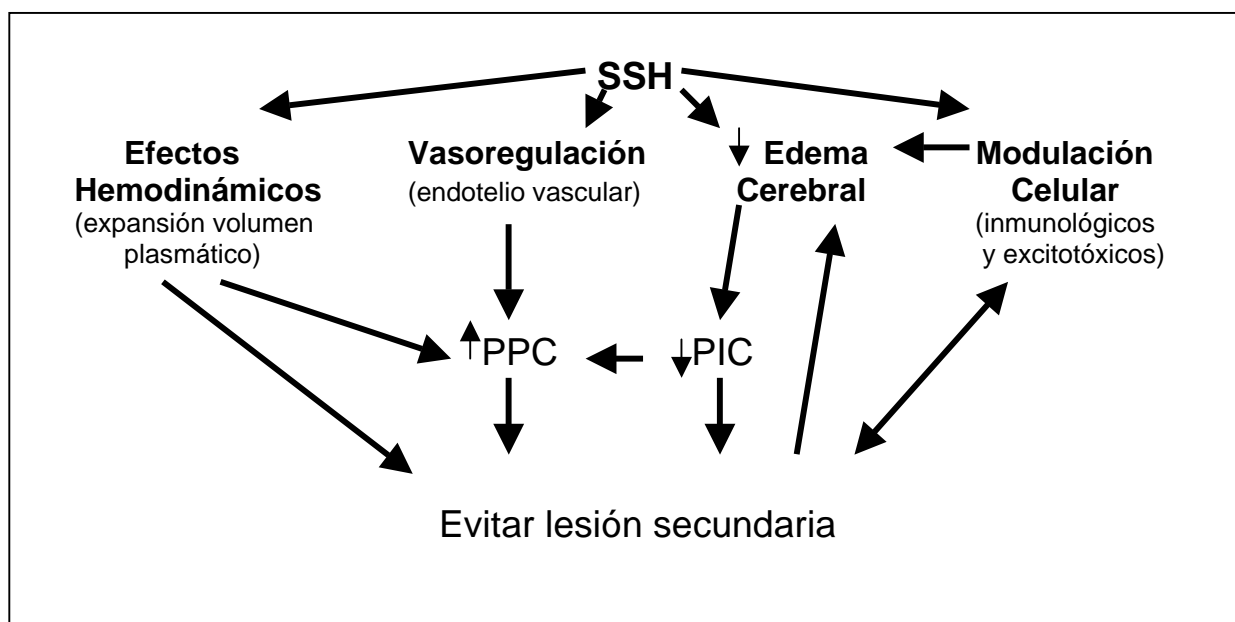 SSH
Efectos
Hemodinámicos
(expansión volumen
plasmático)
Vasoregulación
(endotelio vascular)
Edema
Cerebral
Modulación
Celular
(inmunológicos
y excitotóxicos)
PPC
PIC
Evitar lesión secundaria